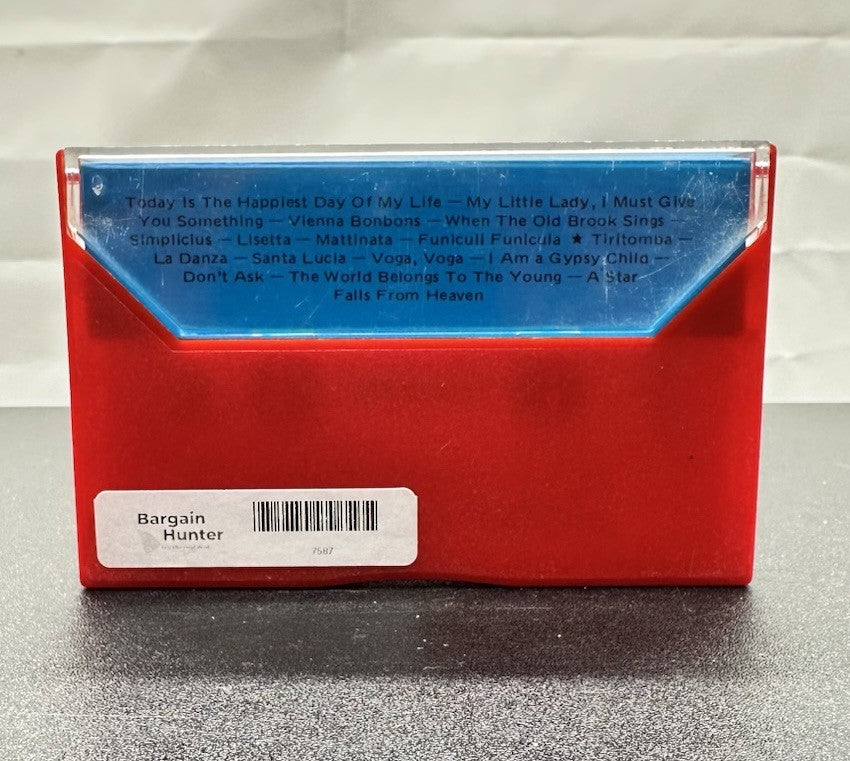 Today Is The Happiest Day Of My Life — My Little Lady, I Must Give
You Something — Vienna Bonbons — When The Old Brook Sings —
Simplicius — Lisetta — Mattinata — Funiculi Funicula ★ Tiritomba —
La Danza — Santa Lucia — Voga, Voga — I Am a Gypsy Child —
Don't Ask — The World Belongs To The Young — A Star
Falls From Heaven
Bargain
Hunter
7587